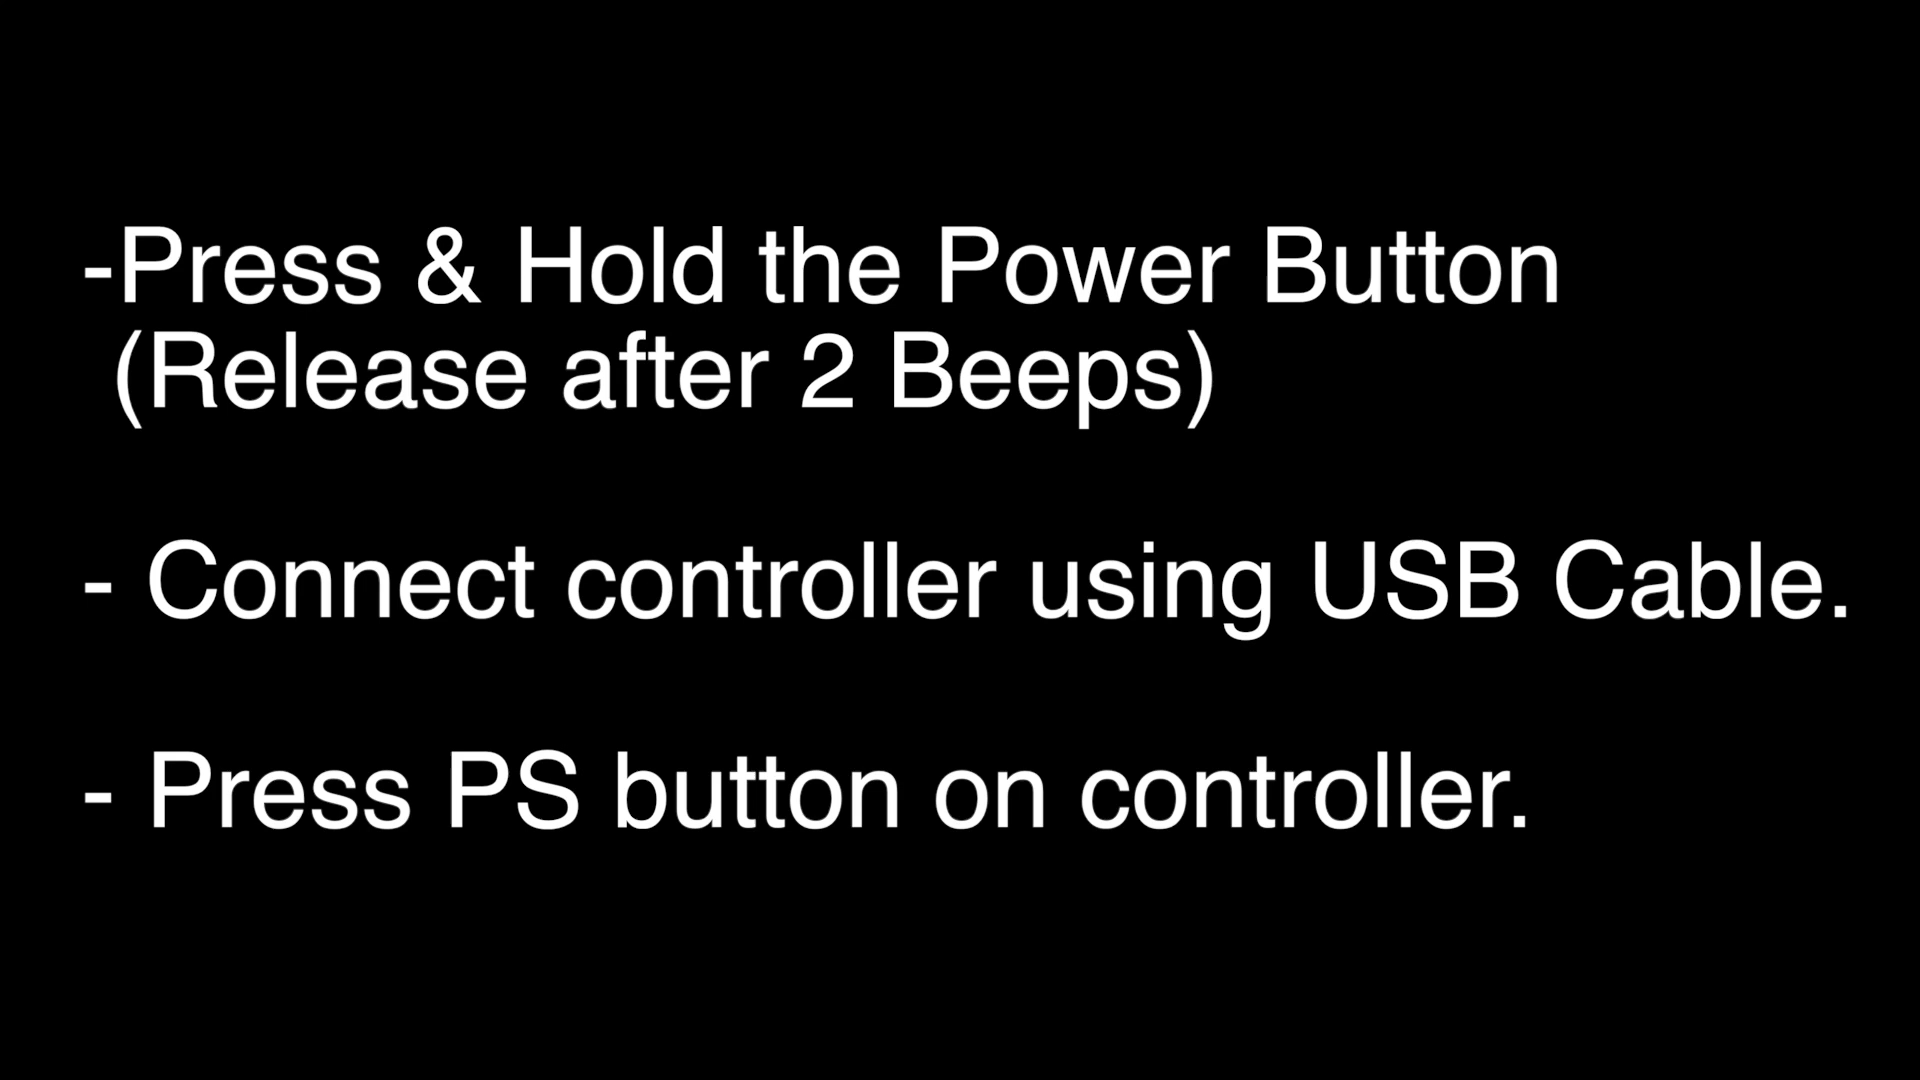 -Press & Hold the Power Button
(Release after 2 Beeps)
- Connect controller using USB Cable.
- Press PS button on controller.